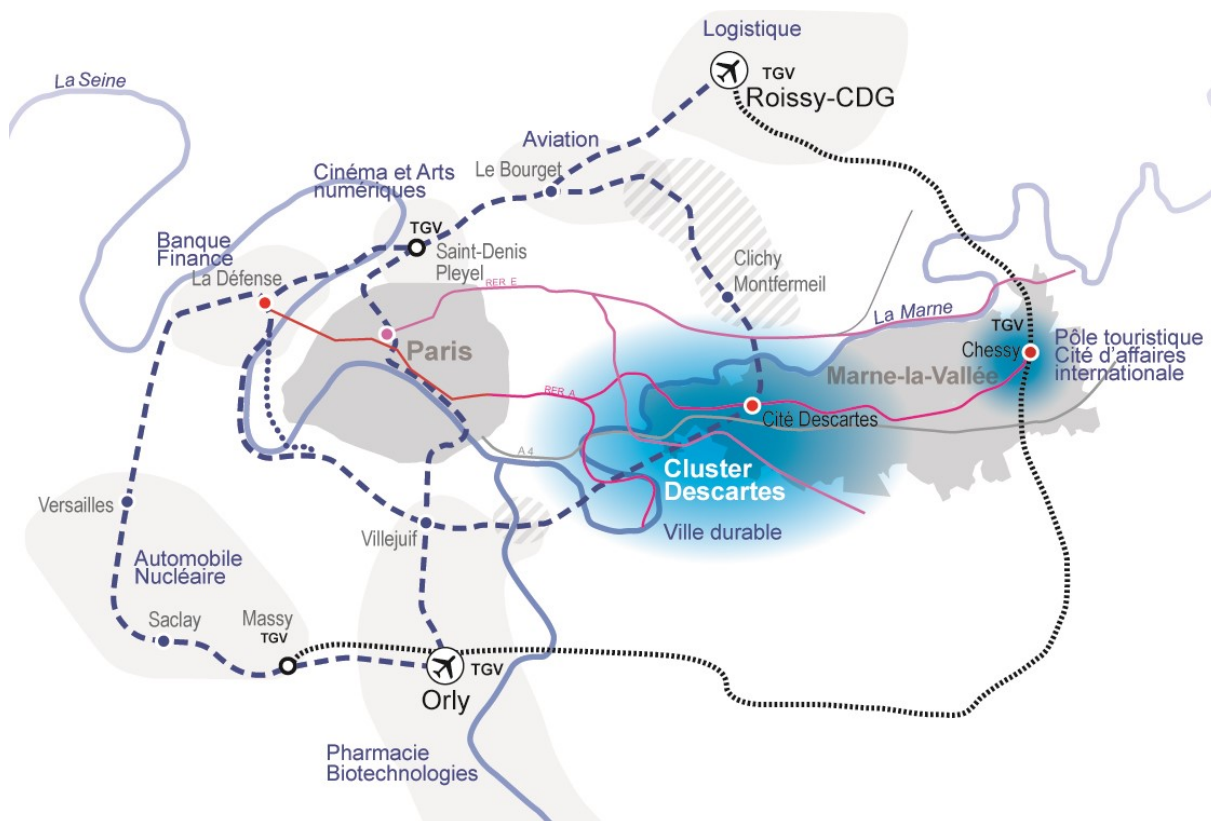 Logistique
TGV
Roissy-CDG
La Seine
Aviation
Le Bourget
Cinéma et Arts
numériques
TGV
Saint-Denis
Pleyel
Banque
Finance
La Défense
Clichy
Montfermeil
RER E
La Marne
TGV
Chessy
Pôle touristique
Cité d'affaires
internationale
Paris
Marne-la-Vallée
RER A
Cité Descartes
A 4
Cluster
Descartes
Ville durable
Versailles
Villejuif
Automobile
Nucléaire
Saclay
Massy
TGV
TGV
Orly
Pharmacie
Biotechnologies